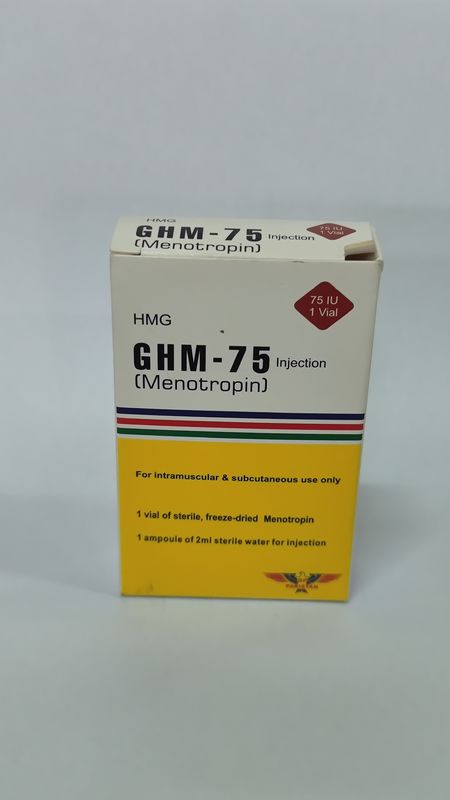 HMG
GHM-75 Injection
(Menotropin)
75 IU
1 Vial
75 IU
1 Vial
HMG
GHM-75 Injection
(Menotropin)
For intramuscular & subcutaneous use only
1 vial of sterile, freeze-dried Menotropin
1 ampoule of 2ml sterile water for injection
PAKISTAN